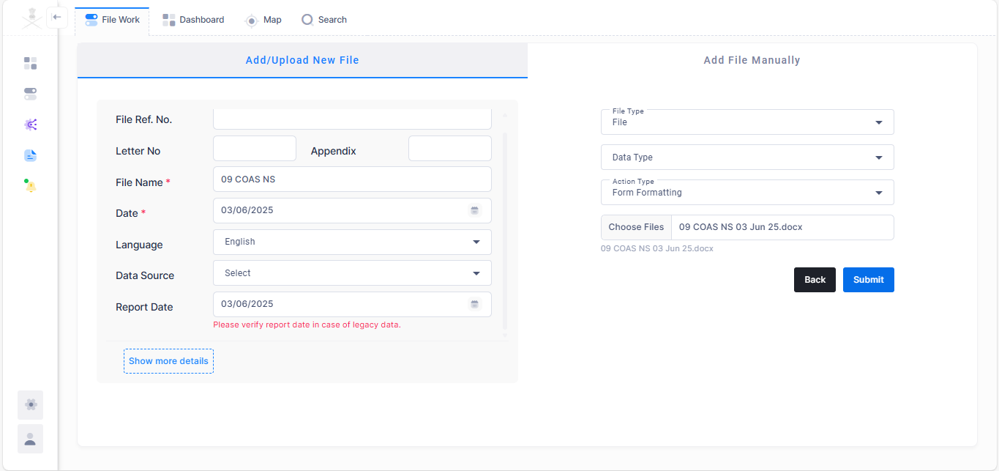 File Work
Dashboard
Map
Search
Add/Upload New File
Add File Manually
File Ref. No.
Letter No
Appendix
File Name *
09 COAS NS
Date *
03/06/2025
Language
English
Data Source
Select
Report Date
03/06/2025
Please verify report date in case of legacy data.
Show more details
File Type
File
Data Type
Action Type
Form Formatting
Choose Files
09 COAS NS 03 Jun 25.docx
09 COAS NS 03 Jun 25.docx
Back
Submit